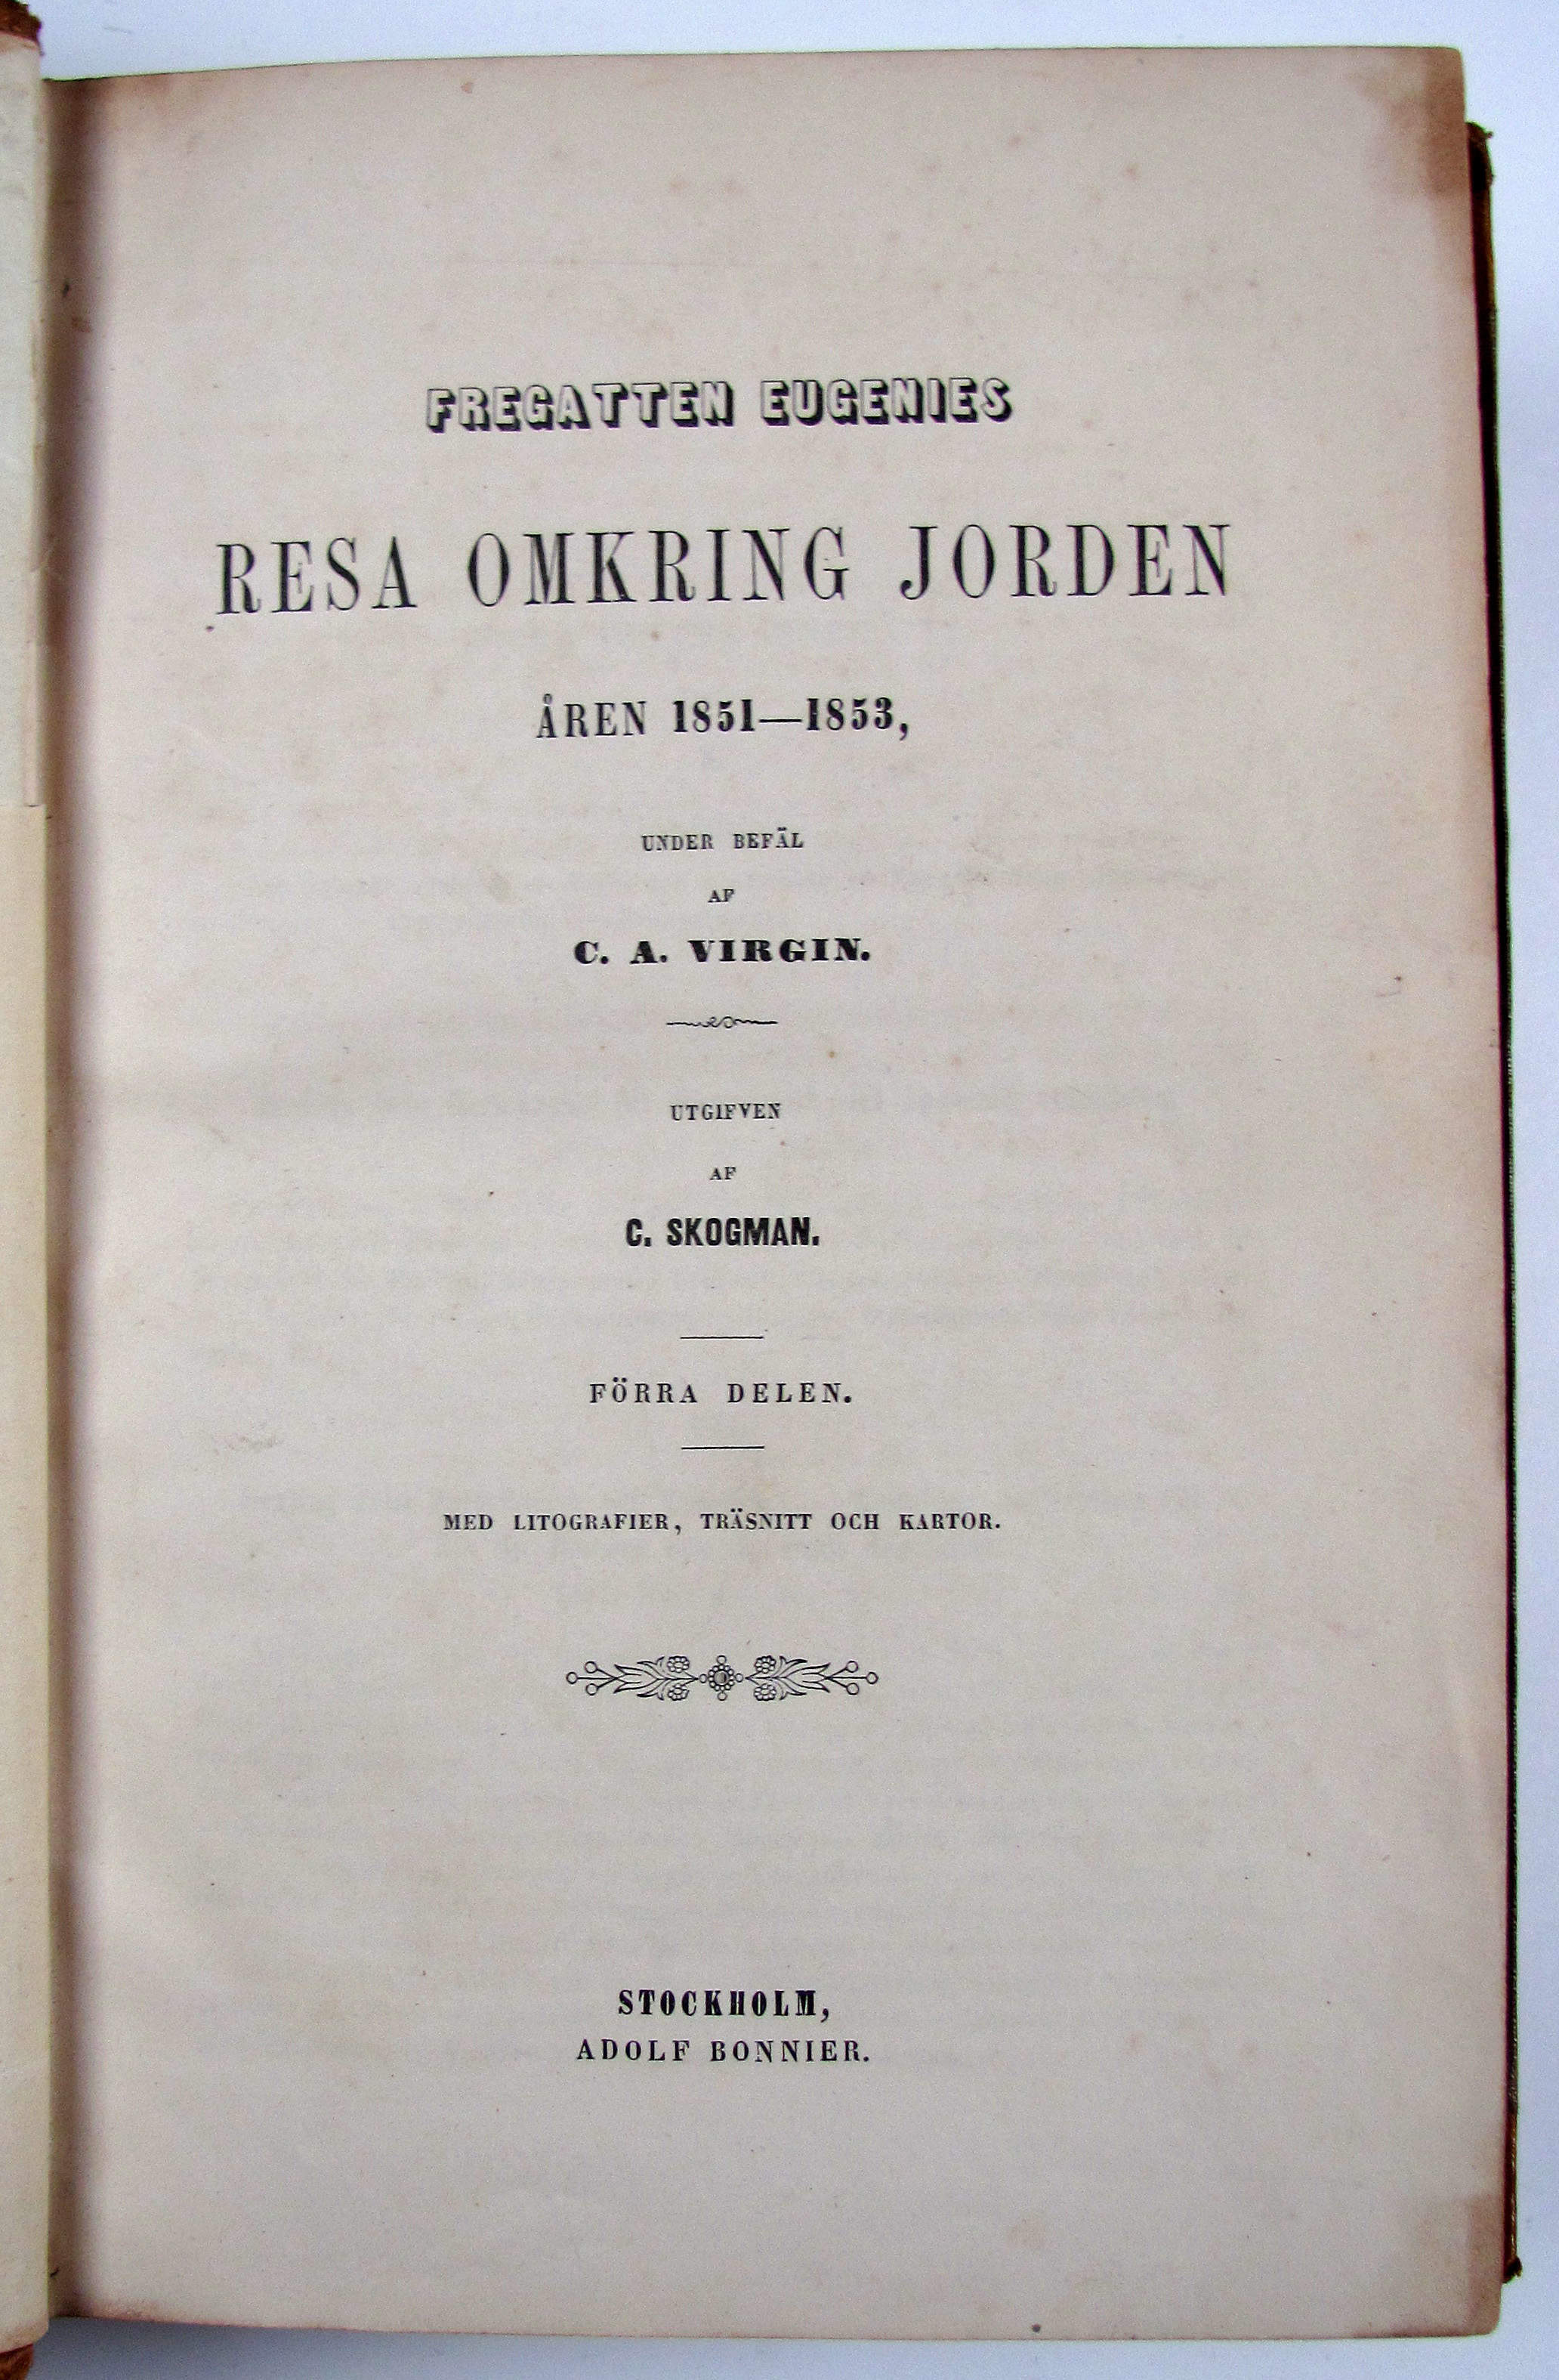 FREGATTEN EUGENIES
RESA OMKRING JORDEN
ÅREN 1851—1853,
UNDER BEFÄL
AF
C. A. VIRGIN.
UTGIFVEN
AF
C. SKOGMAN.
FÖRRA DELEN.
MED LITOGRAFIER, TRÄSNITT OCH KARTOR.
STOCKHOLM,
ADOLF BONNIER.